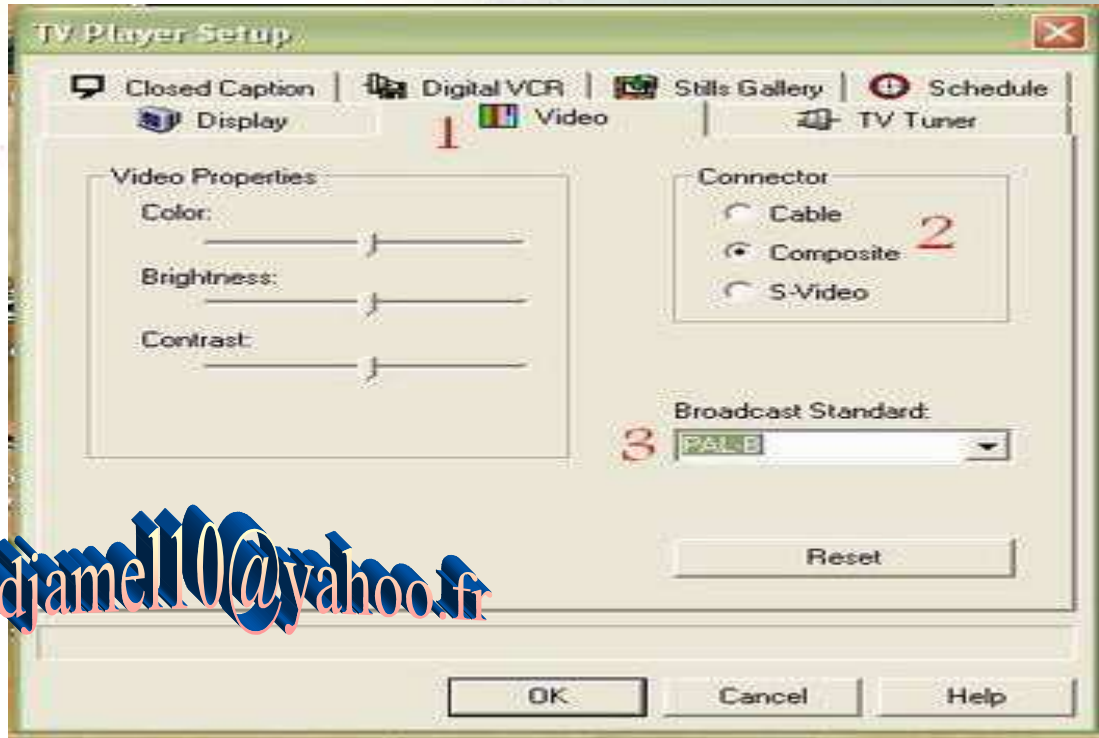 TV Player Setup
Closed Caption Digital VCR Stills Gallery Schedule
Display 1 Video TV Tuner
Video Properties
Color:
Brightness:
Contrast:
Connector
Cable
Composite
S-Video
2
Broadcast Standard:
3 PAL-B
Reset
djamel10@yahoo.fr
OK Cancel Help